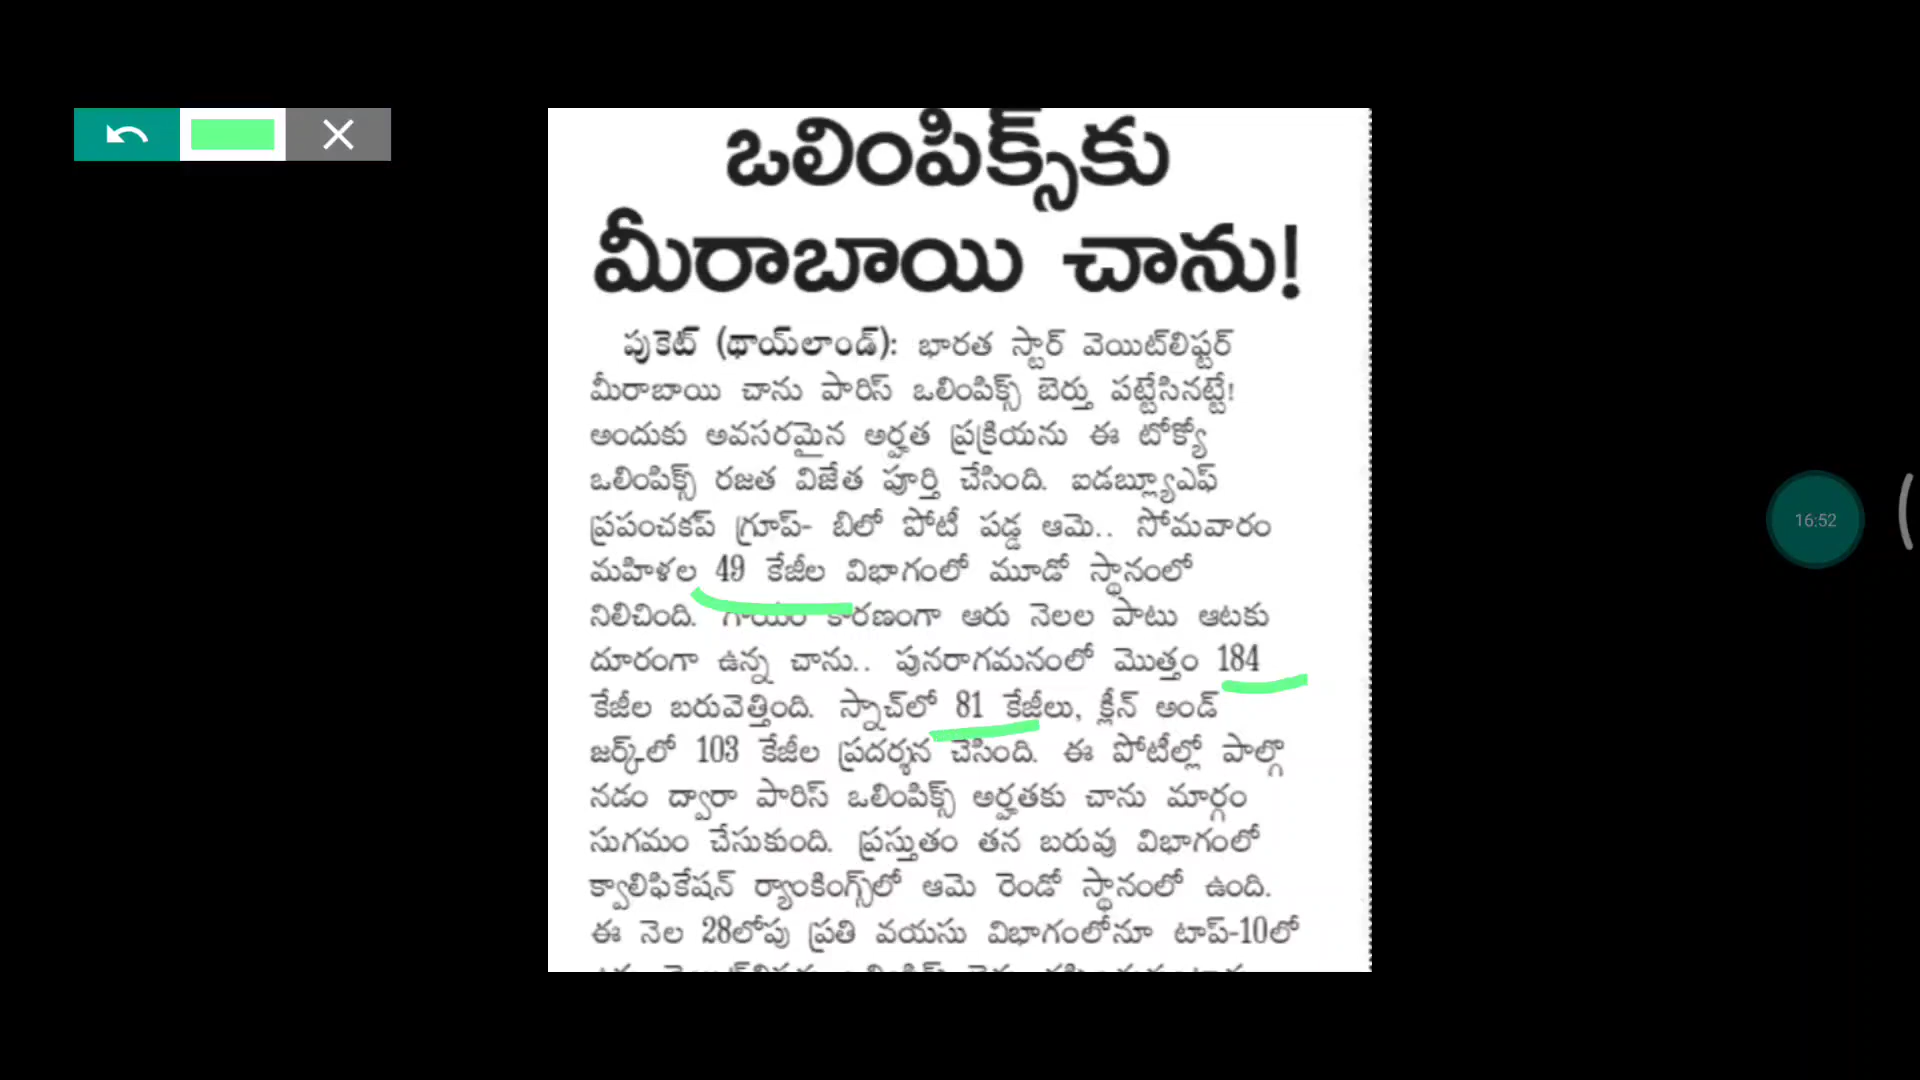 ఒలింపిక్స్‌కు
మీరాబాయి చాను!
పుకెట్ (థాయ్‌లాండ్): భారత స్టార్ వెయిట్‌లిఫ్టర్
మీరాబాయి చాను పారిస్ ఒలింపిక్స్ బెర్తు పట్టేసినట్టే!
అందుకు అవసరమైన అర్హత ప్రక్రియను ఈ టోక్యో
ఒలింపిక్స్ రజత విజేత పూర్తి చేసింది. ఐడబ్ల్యూఎఫ్
ప్రపంచకప్ గ్రూప్- బిలో పోటీ పడ్డ ఆమె.. సోమవారం
మహిళల 49 కేజీల విభాగంలో మూడో స్థానంలో
నిలిచింది. గాయం కారణంగా ఆరు నెలల పాటు ఆటకు
దూరంగా ఉన్న చాను.. పునరాగమనంలో మొత్తం 184
కేజీల బరువెత్తింది. స్నాచ్‌లో 81 కేజీలు, క్లీన్ అండ్
జర్క్‌లో 103 కేజీల ప్రదర్శన చేసింది. ఈ పోటీల్లో పాల్గొ
నడం ద్వారా పారిస్ ఒలింపిక్స్ అర్హతకు చాను మార్గం
సుగమం చేసుకుంది. ప్రస్తుతం తన బరువు విభాగంలో
క్వాలిఫికేషన్ ర్యాంకింగ్స్‌లో ఆమె రెండో స్థానంలో ఉంది.
ఈ నెల 28లోపు ప్రతి వయసు విభాగంలోనూ టాప్-10లో
16:52